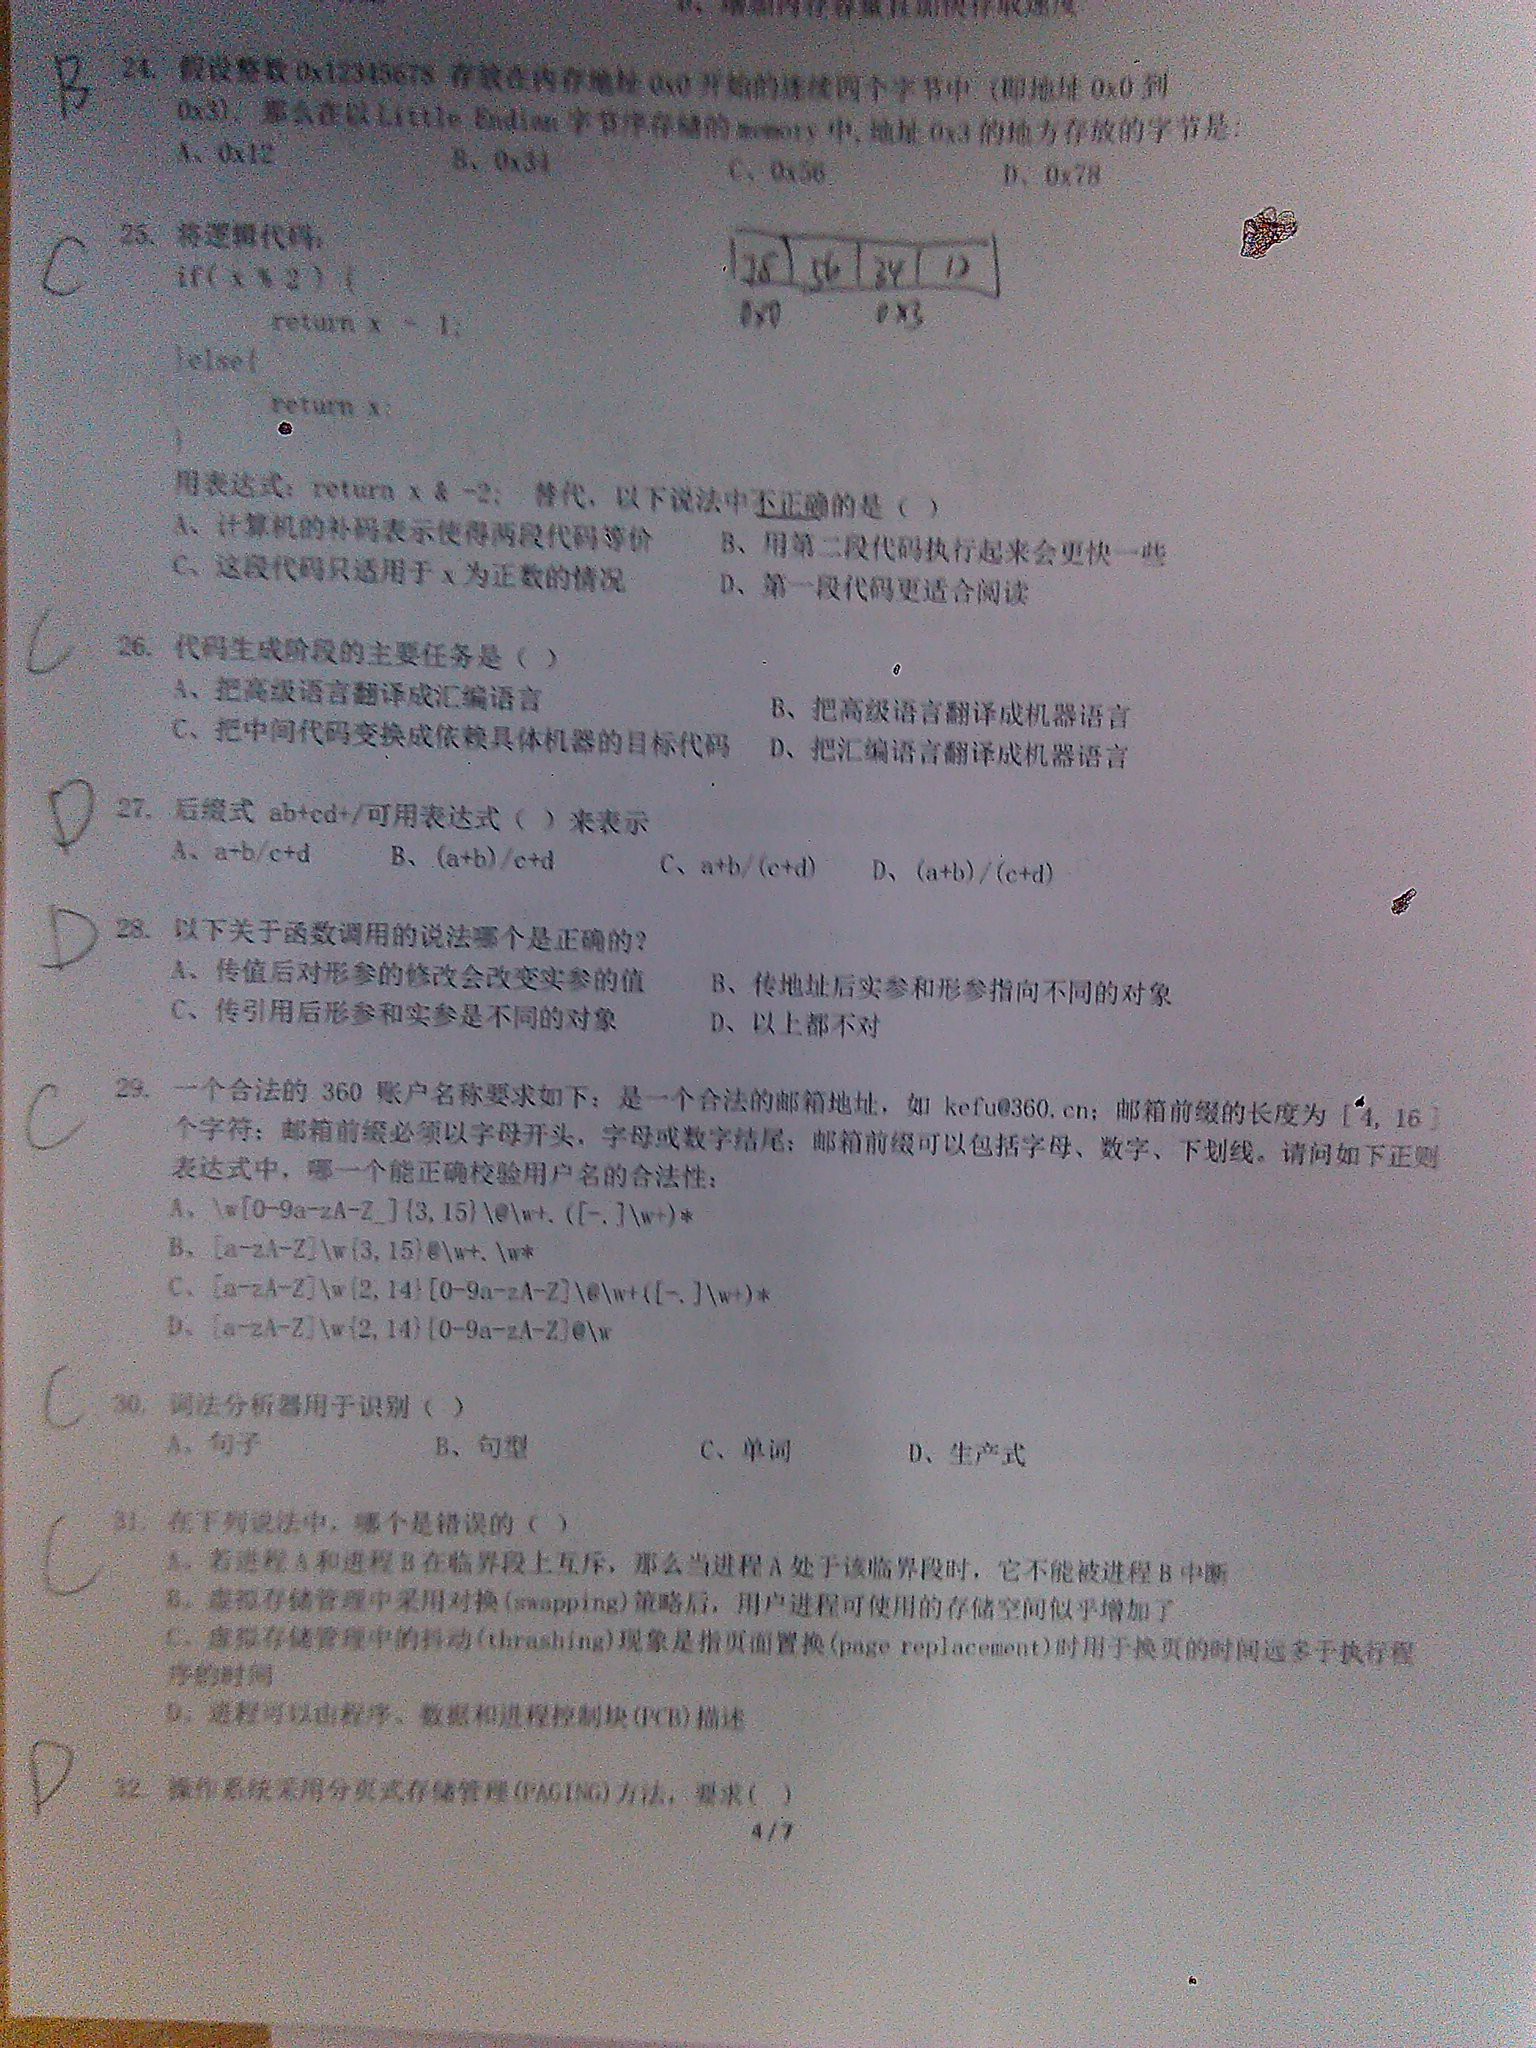 B、增加内存容量且加快存取速度
B
24. 假设整数 0x12345678 存放在内存地址 0x0 开始的连续四个字节中 (即地址 0x0 到
0x3)，那么在以 Little Endian 字节序存储的 memory 中,地址 0x3 的地方存放的字节是:
A、0x12 B、0x34 C、0x56 D、0x78
C
25. 将逻辑代码:
if( x % 2 ) {
return x - 1;
}else{
return x;
}
78 56 34 12
0x0 0x3
用表达式: return x & -2; 替代，以下说法中不正确的是 ( )
A、计算机的补码表示使得两段代码等价 B、用第二段代码执行起来会更快一些
C、这段代码只适用于 x 为正数的情况 D、第一段代码更适合阅读
C
26. 代码生成阶段的主要任务是 ( )
A、把高级语言翻译成汇编语言 B、把高级语言翻译成机器语言
C、把中间代码变换成依赖具体机器的目标代码 D、把汇编语言翻译成机器语言
D
27. 后缀式 ab+cd+/可用表达式 ( ) 来表示
A、a+b/c+d B、(a+b)/c+d C、a+b/(c+d) D、(a+b)/(c+d)
D
28. 以下关于函数调用的说法哪个是正确的?
A、传值后对形参的修改会改变实参的值 B、传地址后实参和形参指向不同的对象
C、传引用后形参和实参是不同的对象 D、以上都不对
C
29. 一个合法的 360 账户名称要求如下: 是一个合法的邮箱地址，如 kefu@360.cn; 邮箱前缀的长度为 [4, 16]
个字符; 邮箱前缀必须以字母开头，字母或数字结尾; 邮箱前缀可以包括字母、数字、下划线。请问如下正则
表达式中，哪一个能正确校验用户名的合法性:
A、\w[0-9a-zA-Z_]{3,15}\@\w+.([-.]\w+)*
B、[a-zA-Z]\w{3,15}@\w+.\w*
C、[a-zA-Z]\w{2,14}[0-9a-zA-Z]\@\w+([-.]\w+)*
D、[a-zA-Z]\w{2,14}[0-9a-zA-Z]@\w
C
30. 词法分析器用于识别 ( )
A、句子 B、句型 C、单词 D、生产式
C
31. 在下列说法中，哪个是错误的 ( )
A、若进程 A 和进程 B 在临界段上互斥，那么当进程 A 处于该临界段时，它不能被进程 B 中断
B、虚拟存储管理中采用对换(swapping)策略后，用户进程可使用的存储空间似乎增加了
C、虚拟存储管理中的抖动(thrashing)现象是指页面置换(page replacement)时用于换页的时间远多于执行程
序的时间
D、进程可以由程序、数据和进程控制块(PCB)描述
D
32. 操作系统采用分页式存储管理(PAGING)方法，要求( )
4 / 7